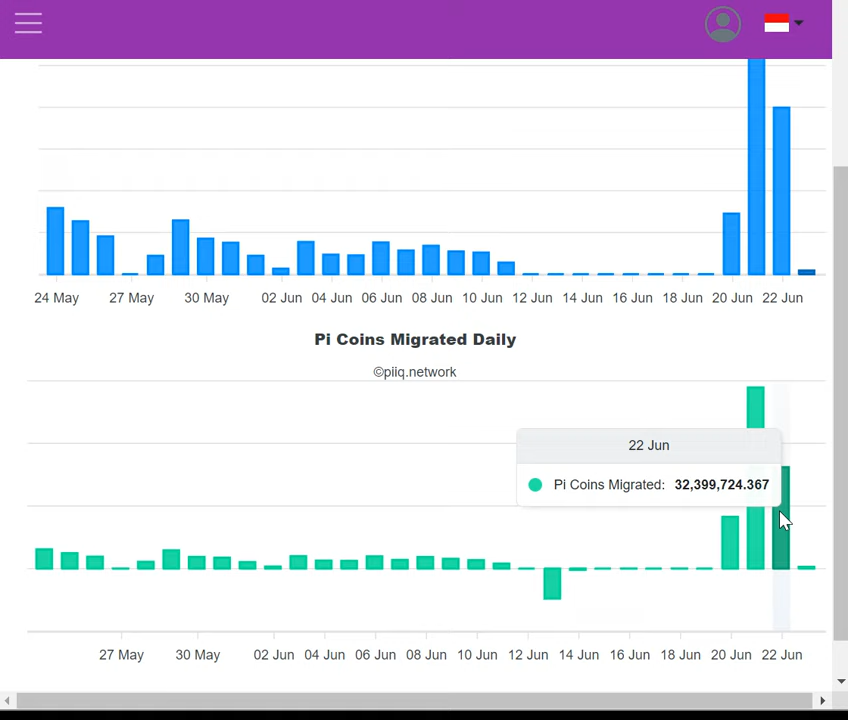 24 May 27 May 30 May 02 Jun 04 Jun 06 Jun 08 Jun 10 Jun 12 Jun 14 Jun 16 Jun 18 Jun 20 Jun 22 Jun
Pi Coins Migrated Daily
©piiq.network
22 Jun
Pi Coins Migrated: 32,399,724.367
27 May 30 May 02 Jun 04 Jun 06 Jun 08 Jun 10 Jun 12 Jun 14 Jun 16 Jun 18 Jun 20 Jun 22 Jun